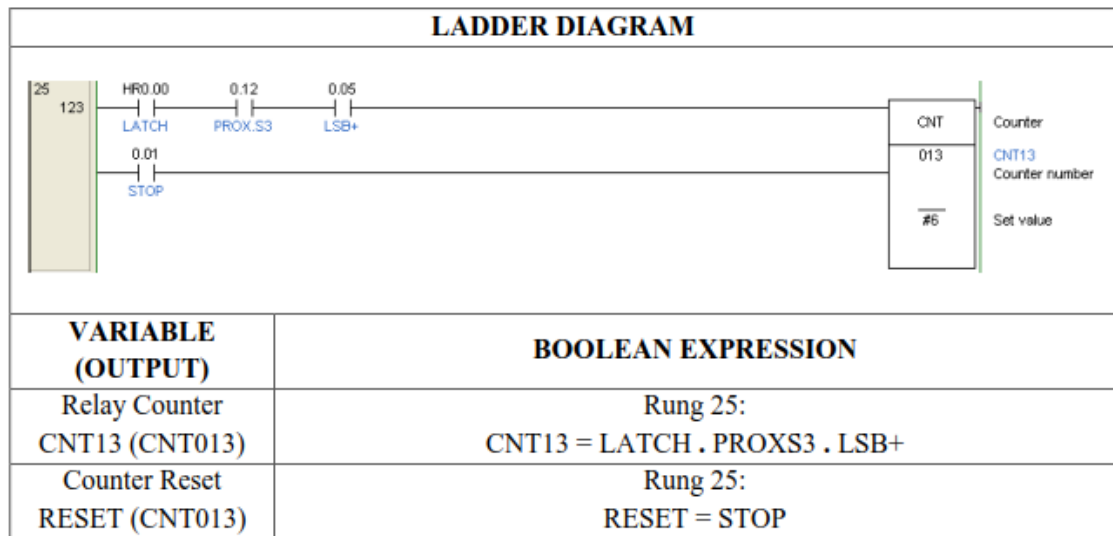 LADDER DIAGRAM
25
123
HR0.00 0.12 0.05
LATCH PROX.S3 LSB+
CNT Counter
0.01
STOP
013 CNT13
Counter number
#6 Set value
VARIABLE
(OUTPUT)
BOOLEAN EXPRESSION
Relay Counter
CNT13 (CNT013)
Rung 25:
CNT13 = LATCH . PROXS3 . LSB+
Counter Reset
RESET (CNT013)
Rung 25:
RESET = STOP